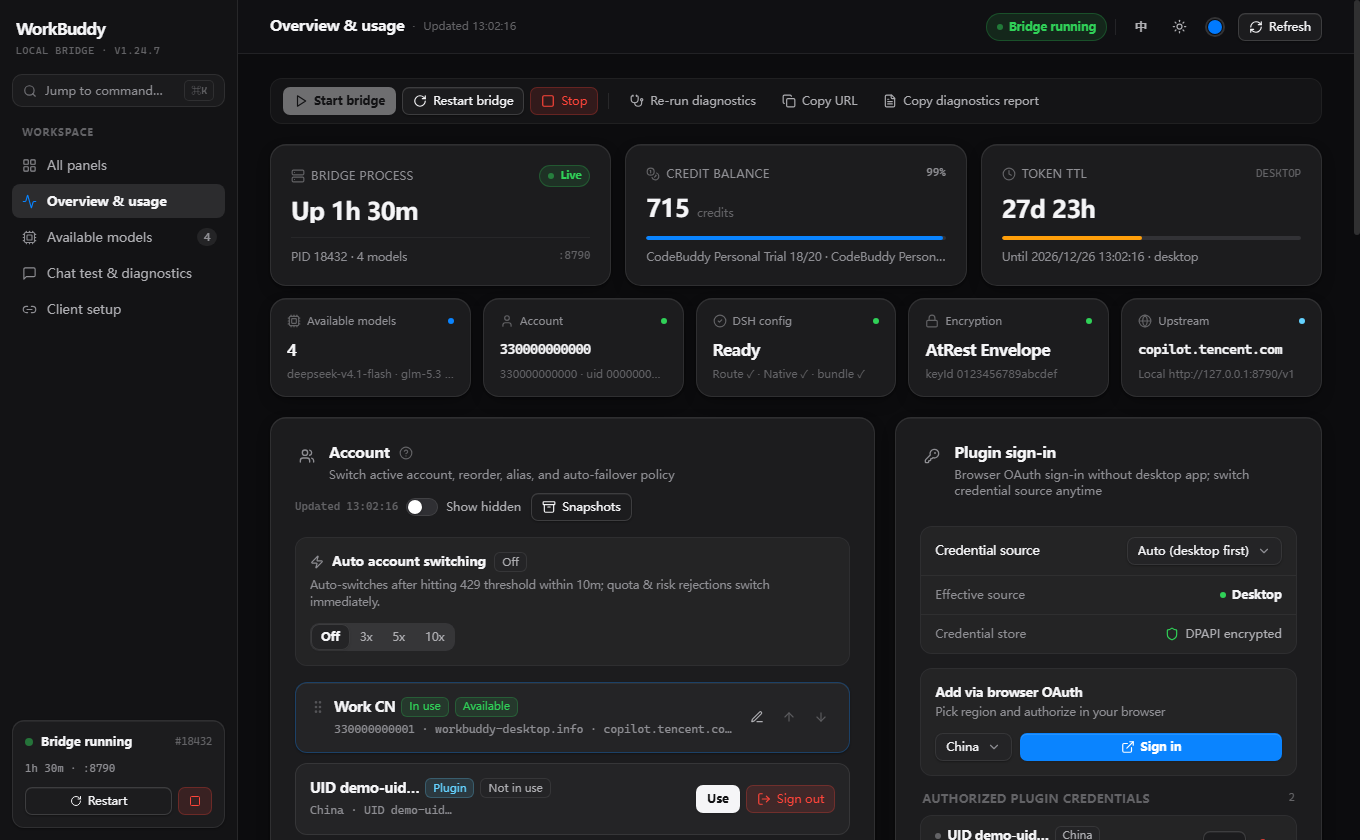 WorkBuddy
LOCAL BRIDGE · V1.24.7
Jump to command... ⌘K
WORKSPACE
All panels
Overview & usage
Available models 4
Chat test & diagnostics
Client setup
Bridge running #18432
1h 30m · :8790
Restart
Overview & usage · Updated 13:02:16
Bridge running
中
Refresh
Start bridge
Restart bridge
Stop
Re-run diagnostics
Copy URL
Copy diagnostics report
BRIDGE PROCESS Live
Up 1h 30m
PID 18432 · 4 models :8790
CREDIT BALANCE 99%
715 credits
CodeBuddy Personal Trial 18/20 · CodeBuddy Person...
TOKEN TTL DESKTOP
27d 23h
Until 2026/12/26 13:02:16 · desktop
Available models
4
deepseek-v4.1-flash · glm-5.3 ...
Account
330000000000
330000000000 · uid 0000000...
DSH config
Ready
Route ✓ · Native ✓ · bundle ✓
Encryption
AtRest Envelope
keyId 0123456789abcdef
Upstream
copilot.tencent.com
Local http://127.0.0.1:8790/v1
Account
Switch active account, reorder, alias, and auto-failover policy
Updated 13:02:16 Show hidden Snapshots
Auto account switching Off
Auto-switches after hitting 429 threshold within 10m; quota & risk rejections switch
immediately.
Off 3x 5x 10x
Work CN In use Available
330000000001 · workbuddy-desktop.info · copilot.tencent.co...
UID demo-uid... Plugin Not in use
China · UID demo-uid...
Use
Sign out
Plugin sign-in
Browser OAuth sign-in without desktop app; switch
credential source anytime
Credential source Auto (desktop first)
Effective source Desktop
Credential store DPAPI encrypted
Add via browser OAuth
Pick region and authorize in your browser
China
Sign in
AUTHORIZED PLUGIN CREDENTIALS 2
UID demo-uid... China